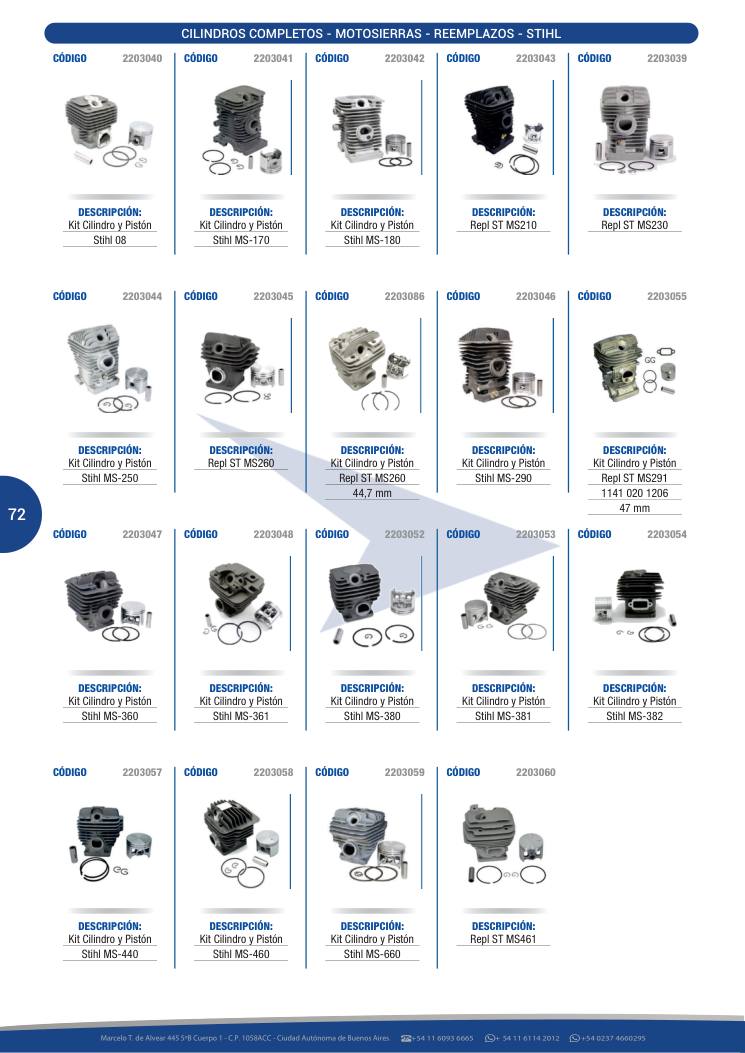 CILINDROS COMPLETOS - MOTOSIERRAS - REEMPLAZOS - STIHL
CÓDIGO 2203040
DESCRIPCIÓN:
Kit Cilindro y Pistón
Stihl 08
CÓDIGO 2203041
DESCRIPCIÓN:
Kit Cilindro y Pistón
Stihl MS-170
CÓDIGO 2203042
DESCRIPCIÓN:
Kit Cilindro y Pistón
Stihl MS-180
CÓDIGO 2203043
DESCRIPCIÓN:
Repl ST MS210
CÓDIGO 2203039
DESCRIPCIÓN:
Repl ST MS230
CÓDIGO 2203044
DESCRIPCIÓN:
Kit Cilindro y Pistón
Stihl MS-250
CÓDIGO 2203045
DESCRIPCIÓN:
Repl ST MS260
CÓDIGO 2203086
DESCRIPCIÓN:
Kit Cilindro y Pistón
Repl ST MS260
44,7 mm
CÓDIGO 2203046
DESCRIPCIÓN:
Kit Cilindro y Pistón
Stihl MS-290
CÓDIGO 2203055
DESCRIPCIÓN:
Kit Cilindro y Pistón
Repl ST MS291
1141 020 1206
47 mm
72
CÓDIGO 2203047
DESCRIPCIÓN:
Kit Cilindro y Pistón
Stihl MS-360
CÓDIGO 2203048
DESCRIPCIÓN:
Kit Cilindro y Pistón
Stihl MS-361
CÓDIGO 2203052
DESCRIPCIÓN:
Kit Cilindro y Pistón
Stihl MS-380
CÓDIGO 2203053
DESCRIPCIÓN:
Kit Cilindro y Pistón
Stihl MS-381
CÓDIGO 2203054
DESCRIPCIÓN:
Kit Cilindro y Pistón
Stihl MS-382
CÓDIGO 2203057
DESCRIPCIÓN:
Kit Cilindro y Pistón
Stihl MS-440
CÓDIGO 2203058
DESCRIPCIÓN:
Kit Cilindro y Pistón
Stihl MS-460
CÓDIGO 2203059
DESCRIPCIÓN:
Kit Cilindro y Pistón
Stihl MS-660
CÓDIGO 2203060
DESCRIPCIÓN:
Repl ST MS461
Marcelo T. de Alvear 445 5ºB Cuerpo 1 - C.P. 1058ACC - Ciudad Autónoma de Buenos Aires. +54 11 6093 6665 + 54 11 6114 2012 +54 0237 4660295